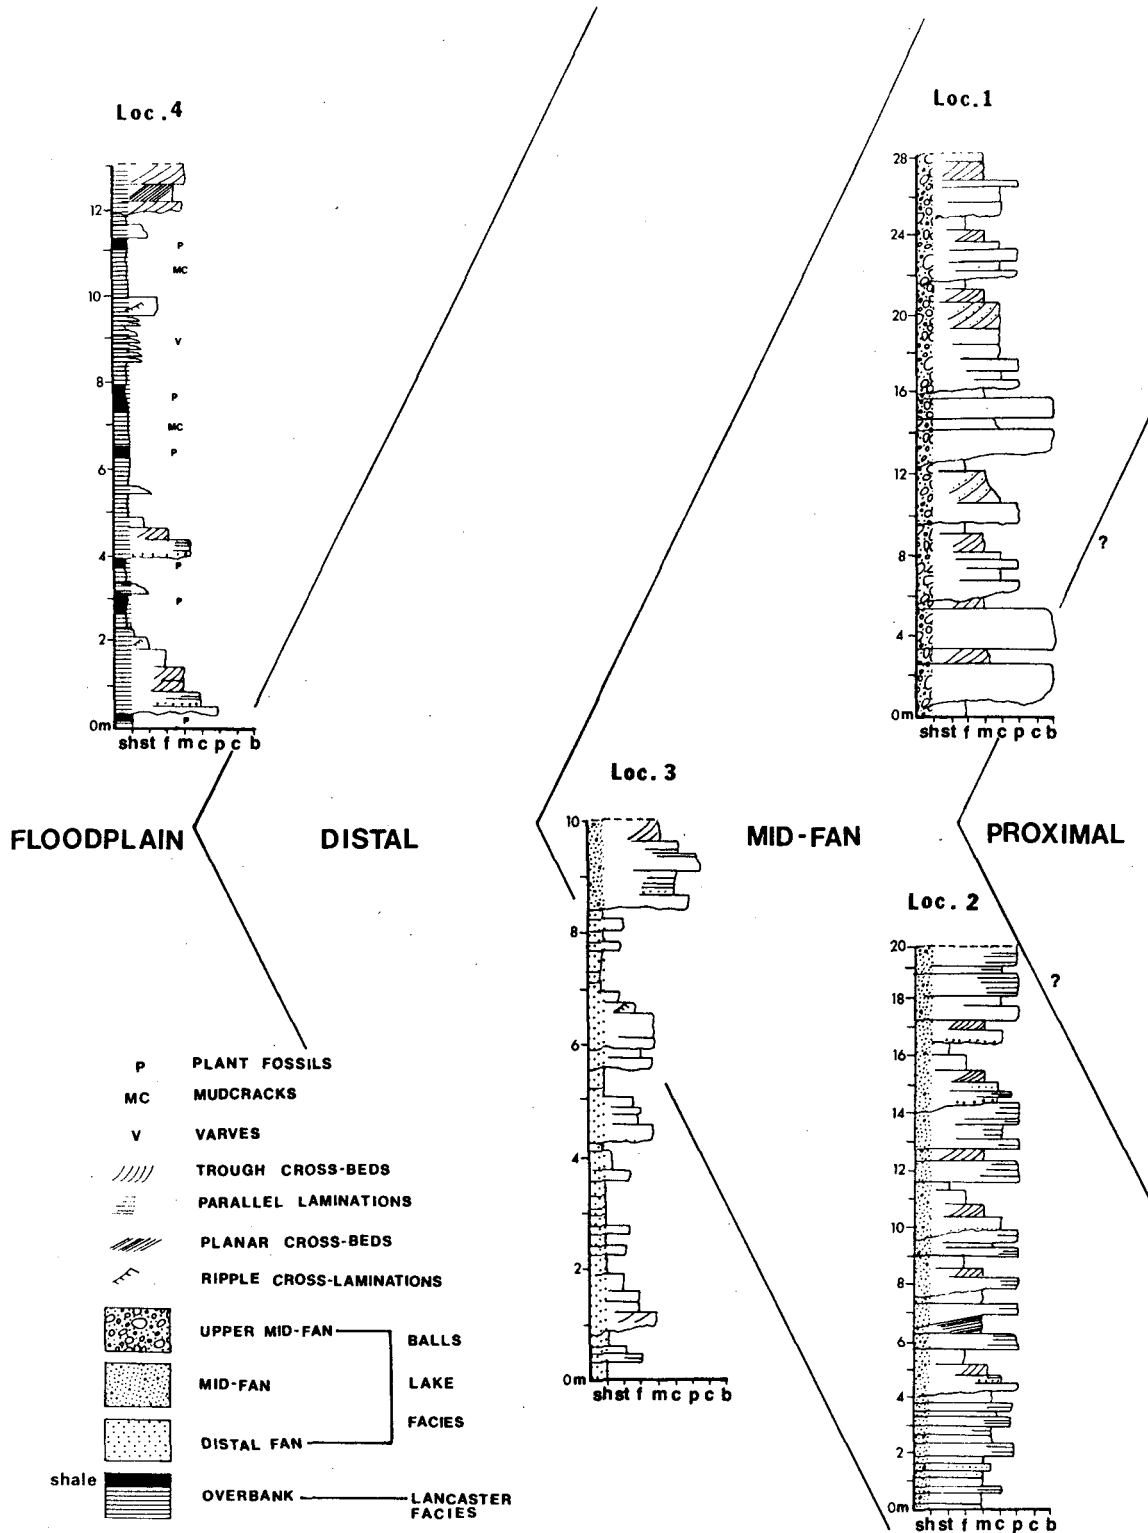 Loc. 4
12
10
8
6
4
2
0m
P
MC
V
P
MC
P
P
P
P
sh st f m c p c b
Loc. 1
28
24
20
16
12
8
4
0m
sh st f m c p c b
?
FLOODPLAIN
DISTAL
MID-FAN
PROXIMAL
Loc. 3
10
8
6
4
2
0m
sh st f m c p c b
Loc. 2
20
18
16
14
12
10
8
6
4
2
0m
sh st f m c p c b
?
P PLANT FOSSILS
MC MUDCRACKS
V VARVES
TROUGH CROSS-BEDS
PARALLEL LAMINATIONS
PLANAR CROSS-BEDS
RIPPLE CROSS-LAMINATIONS
UPPER MID-FAN
MID-FAN
DISTAL FAN
BALLS
LAKE
FACIES
shale
OVERBANK
LANCASTER
FACIES